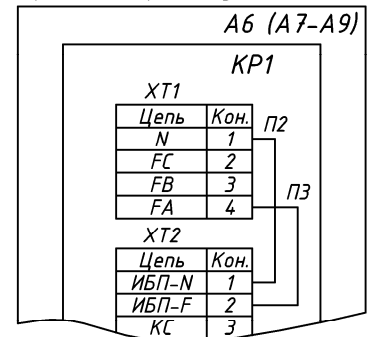 А6 (А7-А9)
КР1
ХТ1
Цепь Кон.
N 1
П2
FC 2
FB 3
П3
FA 4
ХТ2
Цепь Кон.
ИБП-N 1
ИБП-F 2
КС 3